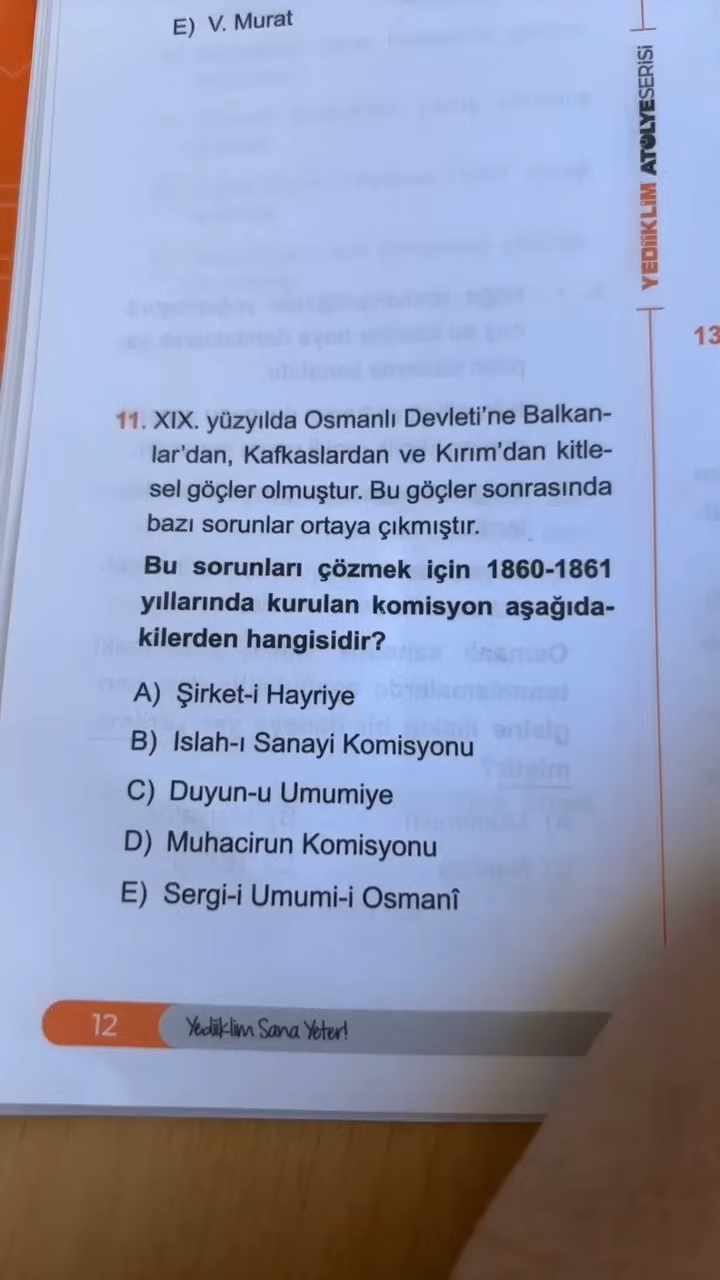 E) V. Murat
YEDİİKLİM ATÖLYESERİSİ
13
11. XIX. yüzyılda Osmanlı Devleti'ne Balkan-
lar'dan, Kafkaslardan ve Kırım'dan kitle-
sel göçler olmuştur. Bu göçler sonrasında
bazı sorunlar ortaya çıkmıştır.
Bu sorunları çözmek için 1860-1861
yıllarında kurulan komisyon aşağıda-
kilerden hangisidir?
A) Şirket-i Hayriye
B) Islah-ı Sanayi Komisyonu
C) Duyun-u Umumiye
D) Muhacirun Komisyonu
E) Sergi-i Umumi-i Osmanî
12
Yediiklim Sana Yeter!